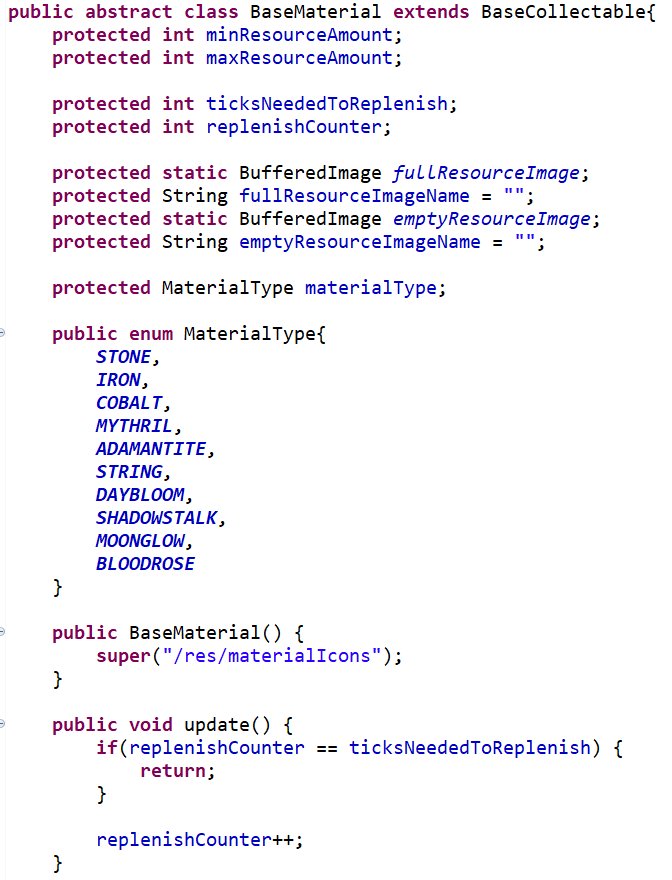 public abstract class BaseMaterial extends BaseCollectable{
    protected int minResourceAmount;
    protected int maxResourceAmount;

    protected int ticksNeededToReplenish;
    protected int replenishCounter;

    protected static BufferedImage fullResourceImage;
    protected String fullResourceImageName = "";
    protected static BufferedImage emptyResourceImage;
    protected String emptyResourceImageName = "";

    protected MaterialType materialType;

    public enum MaterialType{
        STONE,
        IRON,
        COBALT,
        MYTHRIL,
        ADAMANTITE,
        STRING,
        DAYBLOOM,
        SHADOWSTALK,
        MOONGLOW,
        BLOODROSE
    }

    public BaseMaterial() {
        super("/res/materialIcons");
    }

    public void update() {
        if(replenishCounter == ticksNeededToReplenish) {
            return;
        }

        replenishCounter++;
    }